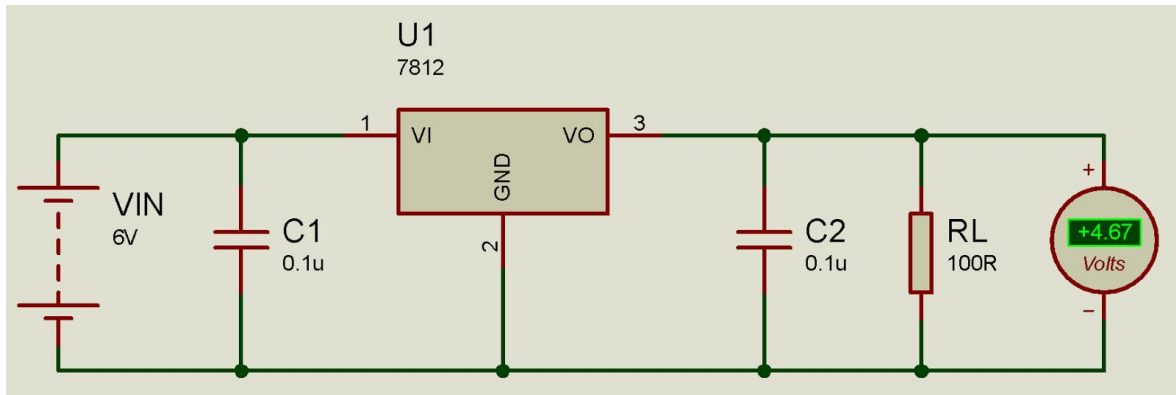 U1
7812
1
VI
VO
3
GND
2
VIN
6V
C1
0.1u
C2
0.1u
RL
100R
+
+4.67
Volts
−